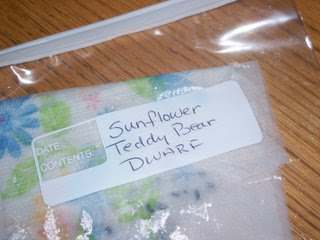 Sunflower
Teddy Bear
Dwarf
DATE
CONTENTS